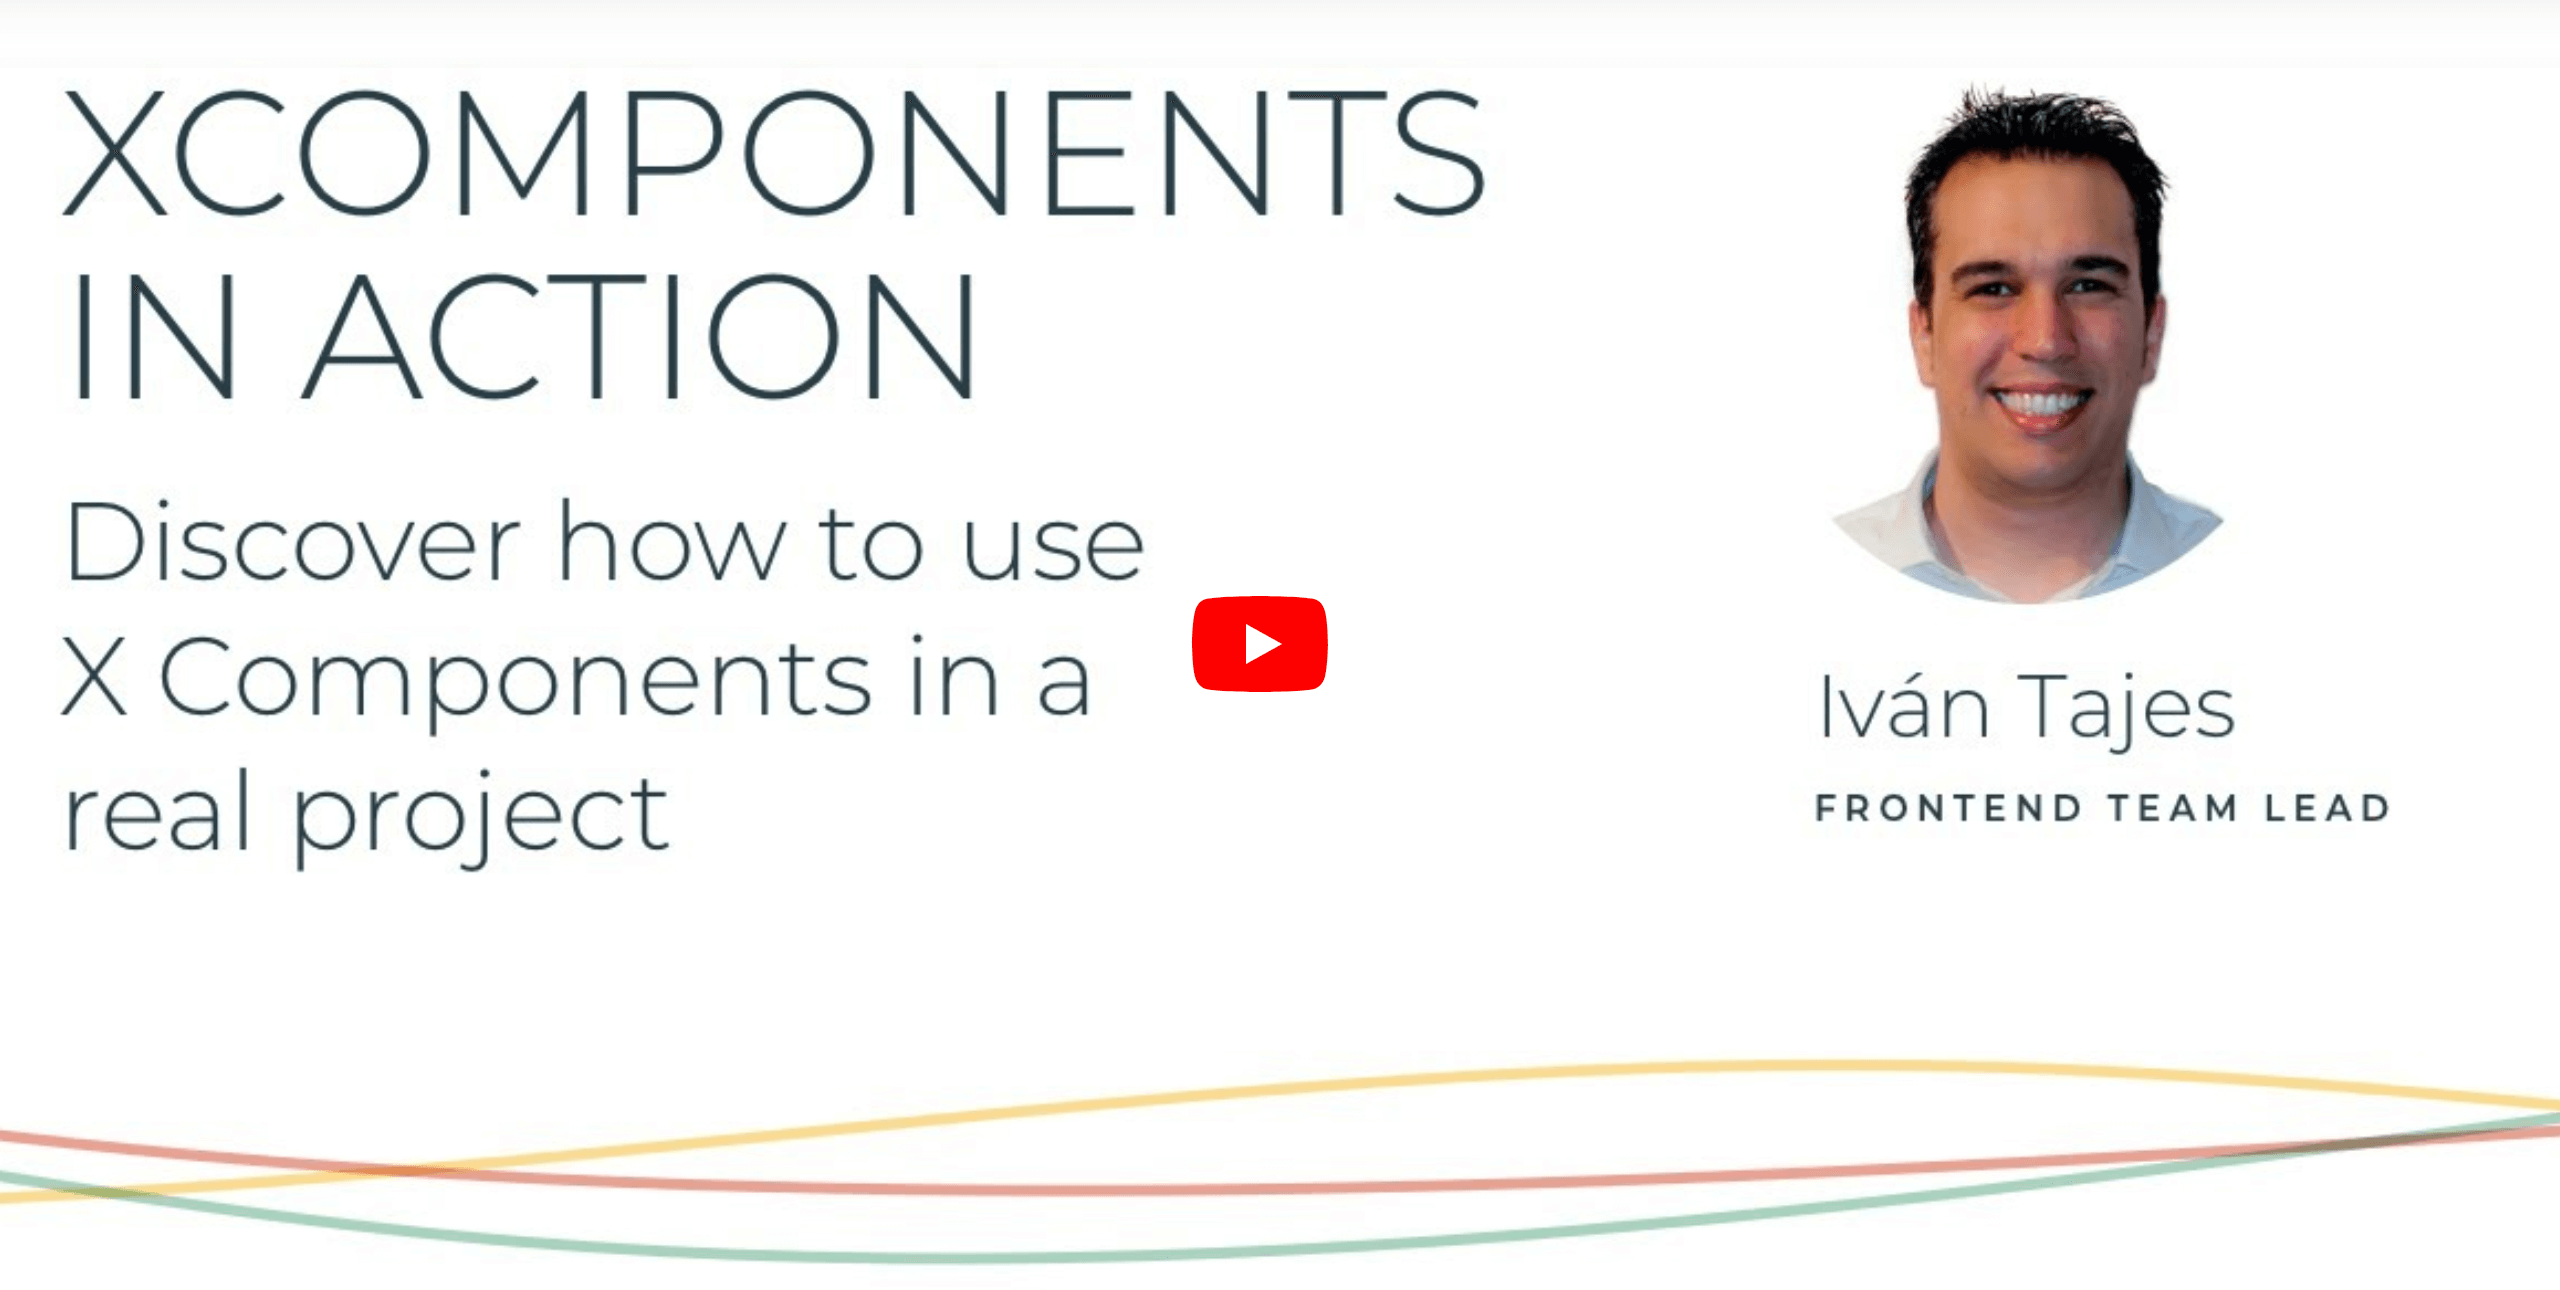 XCOMPONENTS
IN ACTION
Discover how to use
X Components in a
real project
Iván Tajes
FRONTEND TEAM LEAD